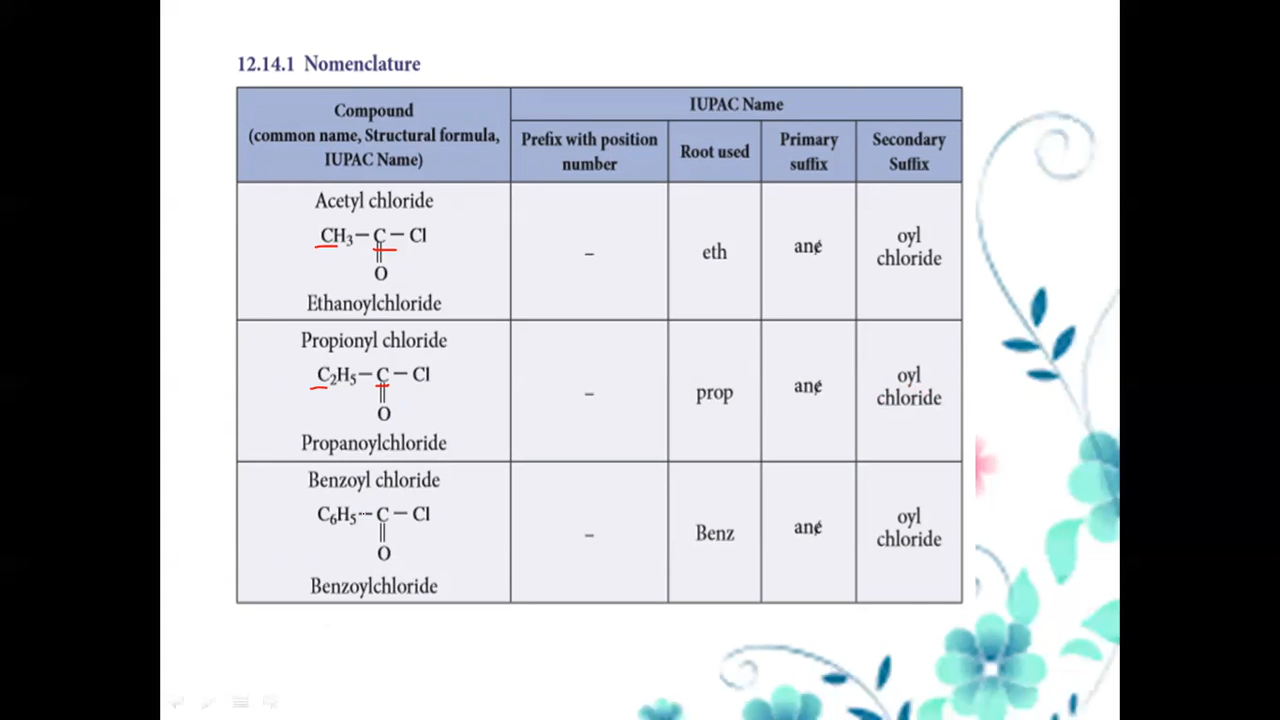 12.14.1 Nomenclature
Compound
(common name, Structural formula,
IUPAC Name)
IUPAC Name
Prefix with position
number
Root used
Primary
suffix
Secondary
Suffix
Acetyl chloride
CH₃ – C – Cl
||
O
Ethanoylchloride
–
eth
ane̸
oyl
chloride
Propionyl chloride
C₂H₅ – C – Cl
||
O
Propanoylchloride
–
prop
ane̸
oyl
chloride
Benzoyl chloride
C₆H₅ ··· C – Cl
||
O
Benzoylchloride
–
Benz
ane̸
oyl
chloride